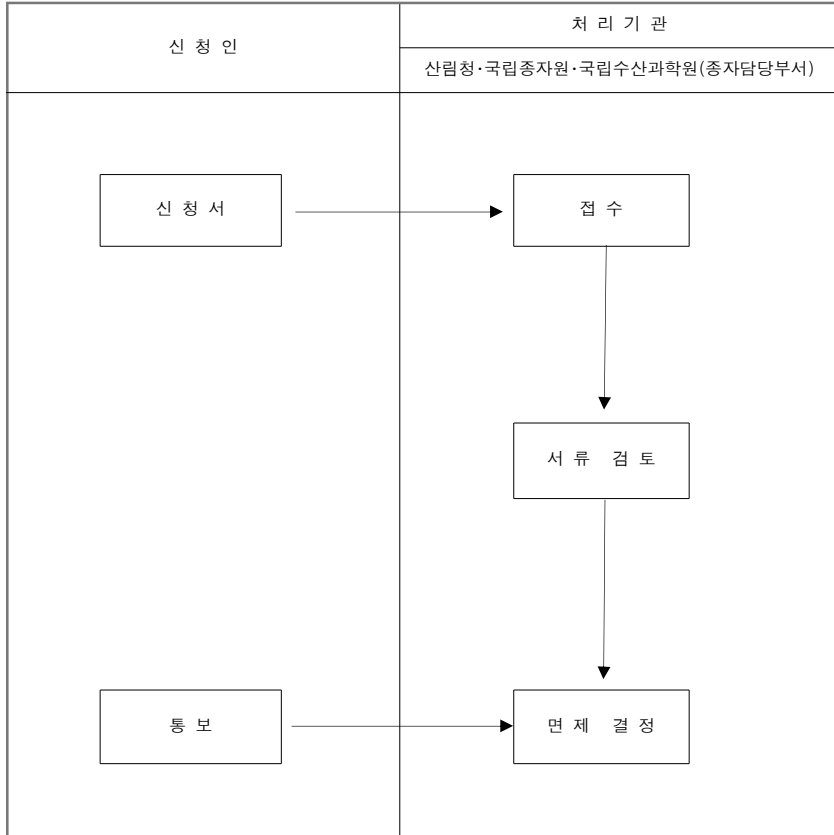 신 청 인
처 리 기 관
산림청·국립종자원·국립수산과학원(종자담당부서)
신 청 서
접 수
서 류 검 토
통 보
면 제 결 정